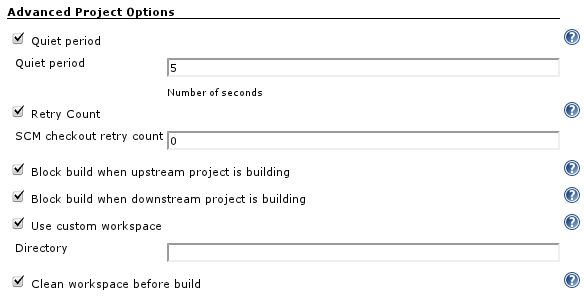 Advanced Project Options
Quiet period
Quiet period 5
Number of seconds
Retry Count
SCM checkout retry count 0
Block build when upstream project is building
Block build when downstream project is building
Use custom workspace
Directory
Clean workspace before build